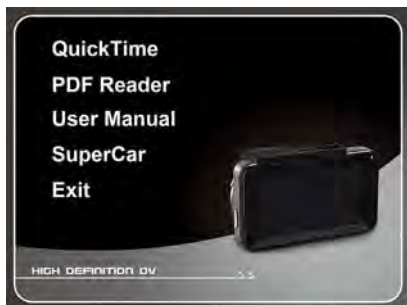 QuickTime
PDF Reader
User Manual
SuperCar
Exit
HIGH DEFINITION DV